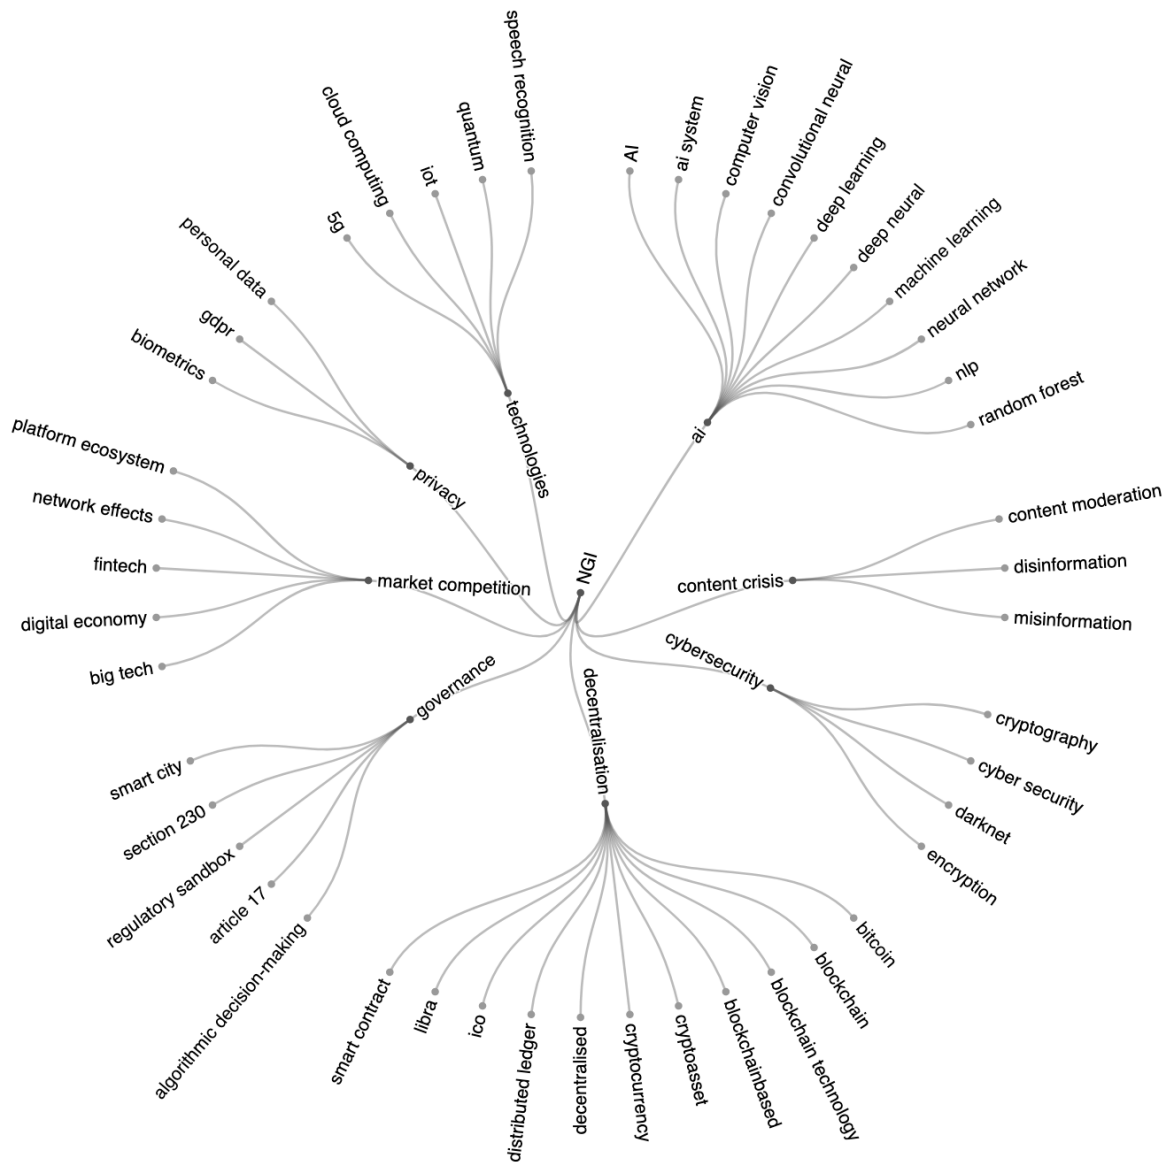 NGI
ai
AI
ai system
computer vision
convolutional neural
deep learning
deep neural
machine learning
neural network
nlp
random forest
content crisis
content moderation
disinformation
misinformation
cybersecurity
cryptography
cyber security
darknet
encryption
decentralisation
bitcoin
blockchain
blockchain technology
blockchainbased
cryptoasset
cryptocurrency
decentralised
distributed ledger
ico
libra
smart contract
governance
algorithmic decision-making
article 17
regulatory sandbox
section 230
smart city
market competition
big tech
digital economy
fintech
network effects
platform ecosystem
privacy
biometrics
gdpr
personal data
technologies
5g
cloud computing
iot
quantum
speech recognition